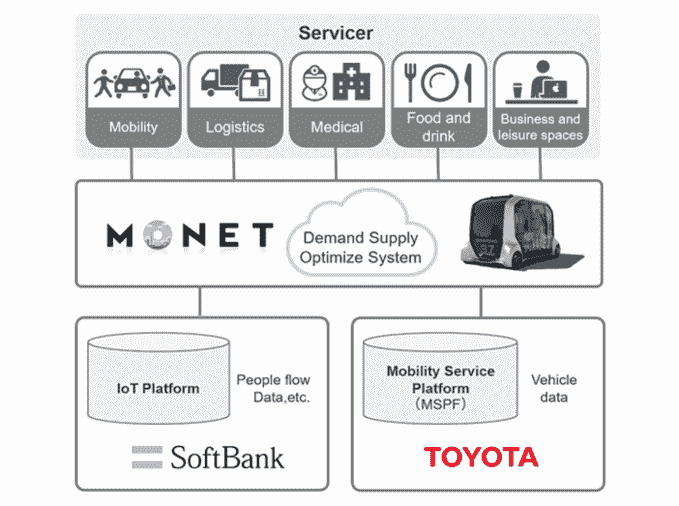 Servicer
Mobility
Logistics
Medical
Food and
drink
Business and
leisure spaces
MONET
Demand Supply
Optimize System
37
IoT Platform
People flow
Data,etc.
SoftBank
Mobility Service
Platform
（MSPF）
Vehicle
data
TOYOTA